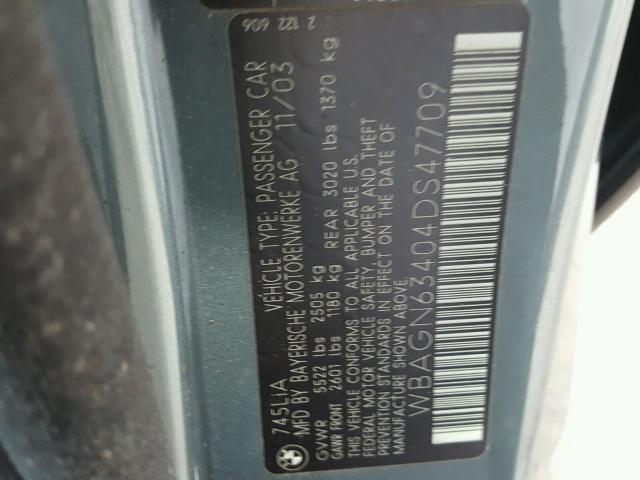 745LiA VEHICLE TYPE: PASSENGER CAR
MFD BY BAYERISCHE MOTORENWERKE AG 11/03
GVWR 5522 lbs 2505 kg
GAWR FRONT 2601 lbs 1180 kg REAR 3020 lbs 1370 kg
THIS VEHICLE CONFORMS TO ALL APPLICABLE U.S.
FEDERAL MOTOR VEHICLE SAFETY, BUMPER AND THEFT
PREVENTION STANDARDS IN EFFECT ON THE DATE OF
MANUFACTURE SHOWN ABOVE.
WBAGN63404DS47709
2 122 606